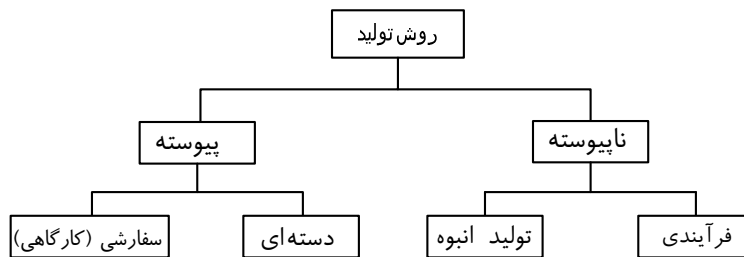 روش تولید
ناپیوسته
پیوسته
فرآیندی
تولید انبوه
دسته‌ای
سفارشی (کارگاهی)